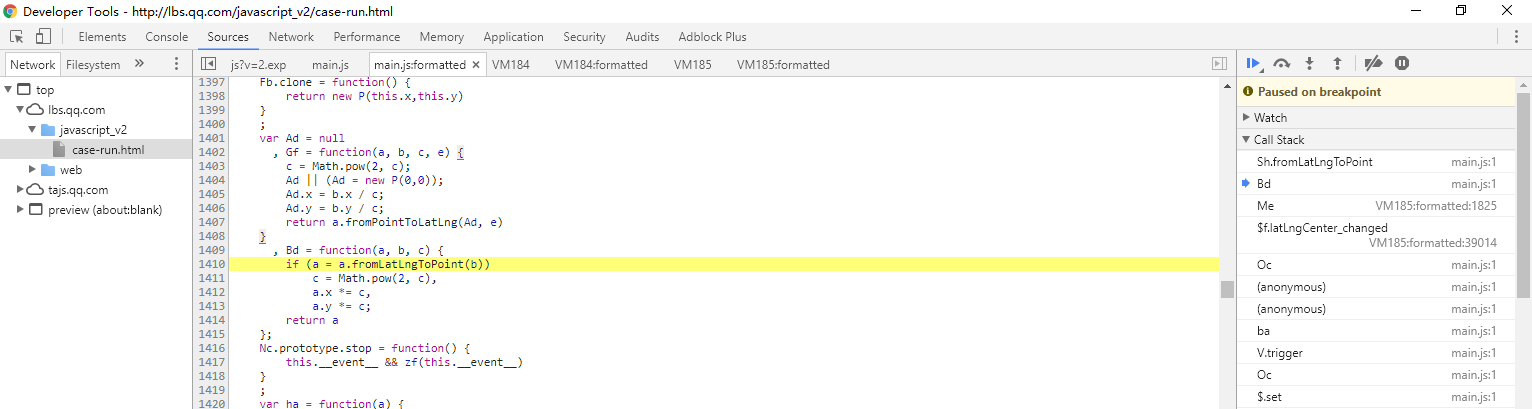 Developer Tools - http://lbs.qq.com/javascript_v2/case-run.html
Elements Console Sources Network Performance Memory Application Security Audits Adblock Plus
Network Filesystem »
js?v=2.exp main.js main.js:formatted × VM184 VM184:formatted VM185 VM185:formatted
top
lbs.qq.com
javascript_v2
case-run.html
web
tajs.qq.com
preview (about:blank)
1397 Fb.clone = function() {
1398 return new P(this.x,this.y)
1399 }
1400 ;
1401 var Ad = null
1402 , Gf = function(a, b, c, e) {
1403 c = Math.pow(2, c);
1404 Ad || (Ad = new P(0,0));
1405 Ad.x = b.x / c;
1406 Ad.y = b.y / c;
1407 return a.fromPointToLatLng(Ad, e)
1408 }
1409 , Bd = function(a, b, c) {
1410 if (a = a.fromLatLngToPoint(b))
1411 c = Math.pow(2, c),
1412 a.x *= c,
1413 a.y *= c;
1414 return a
1415 };
1416 Nc.prototype.stop = function() {
1417 this.__event__ && zf(this.__event__)
1418 }
1419 ;
1420 var ha = function(a) {
Paused on breakpoint
Watch
Call Stack
Sh.fromLatLngToPoint main.js:1
Bd main.js:1
Me VM185:formatted:1825
$f.latLngCenter_changed
VM185:formatted:39014
Oc main.js:1
(anonymous) main.js:1
(anonymous) main.js:1
ba main.js:1
V.trigger main.js:1
Oc main.js:1
$.set main.js:1